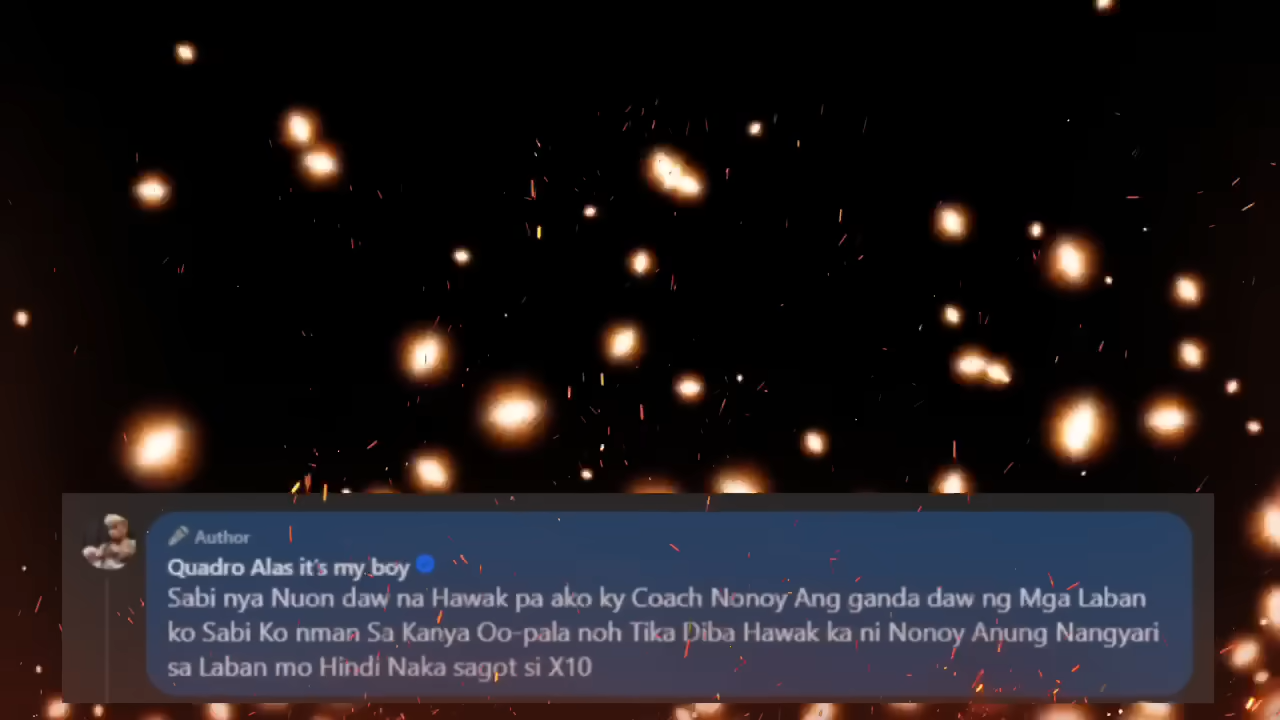 Author
Quadro Alas it's my boy
Sabi nya Nuon daw na Hawak pa ako ky Coach Nonoy Ang ganda daw ng Mga Laban
ko Sabi Ko nman Sa Kanya Oo-pala noh Tika Diba Hawak ka ni Nonoy Anung Nangyari
sa Laban mo Hindi Naka sagot si X10